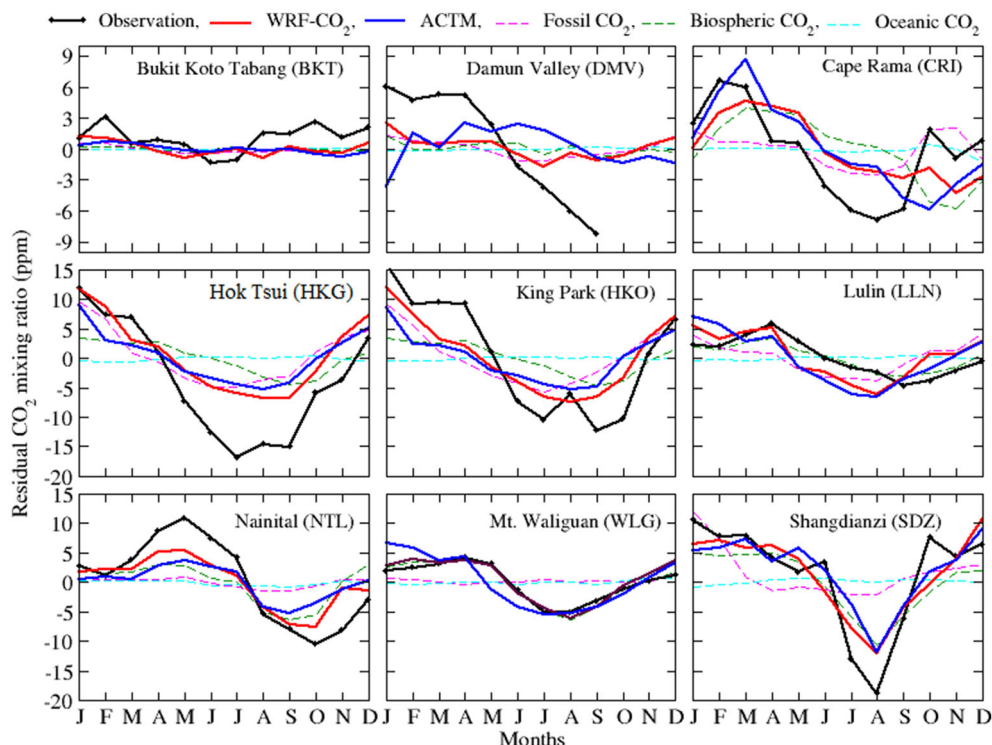 Observation, WRF-CO2, ACTM, Fossil CO2, Biospheric CO2, Oceanic CO2
Residual CO2 mixing ratio (ppm)
9
6
3
0
-3
-6
-9
Bukit Koto Tabang (BKT)
Damun Valley (DMV)
Cape Rama (CRI)
15
10
5
0
-5
-10
-15
-20
Hok Tsui (HKG)
King Park (HKO)
Lulin (LLN)
15
10
5
0
-5
-10
-15
-20
Nainital (NTL)
Mt. Waliguan (WLG)
Shangdianzi (SDZ)
J F M A M J J A S O N D J F M A M J J A S O N D J F M A M J J A S O N D
Months